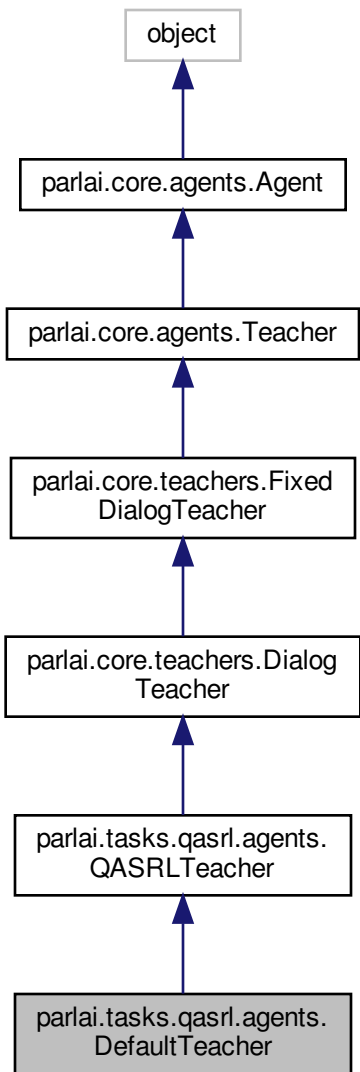 object
parlai.core.agents.Agent
parlai.core.agents.Teacher
parlai.core.teachers.Fixed
DialogTeacher
parlai.core.teachers.Dialog
Teacher
parlai.tasks.qasrl.agents.
QASRLTeacher
parlai.tasks.qasrl.agents.
DefaultTeacher